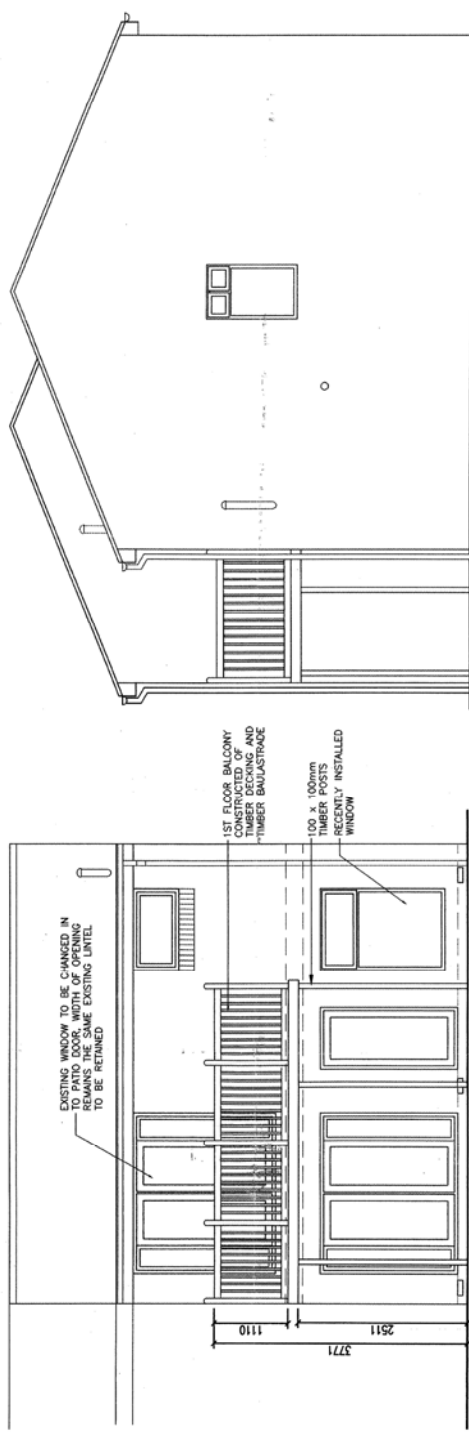 EXISTING WINDOW TO BE CHANGED IN
TO PATIO DOOR, WIDTH OF OPENING
REMAINS THE SAME EXISTING LINTEL
TO BE RETAINED
1ST FLOOR BALCONY
CONSTRUCTED OF
TIMBER DECKING AND
TIMBER BAULASTRADE
100 x 100mm
TIMBER POSTS
RECENTLY INSTALLED
WINDOW
1110
2511
3771